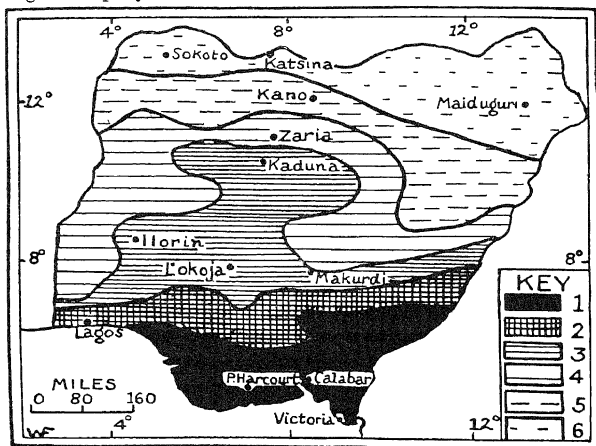 4° 8° 12°
Sokoto
Katsina
Kano
12°
Maiduguri
Zaria
Kaduna
Ilorin
8° 8°
Lokoja
Makurdi
KEY
1
2
3
4
5
6
Lagos
MILES
0 80 160
P.Harcourt Calabar
Victoria
4° 12°
WF